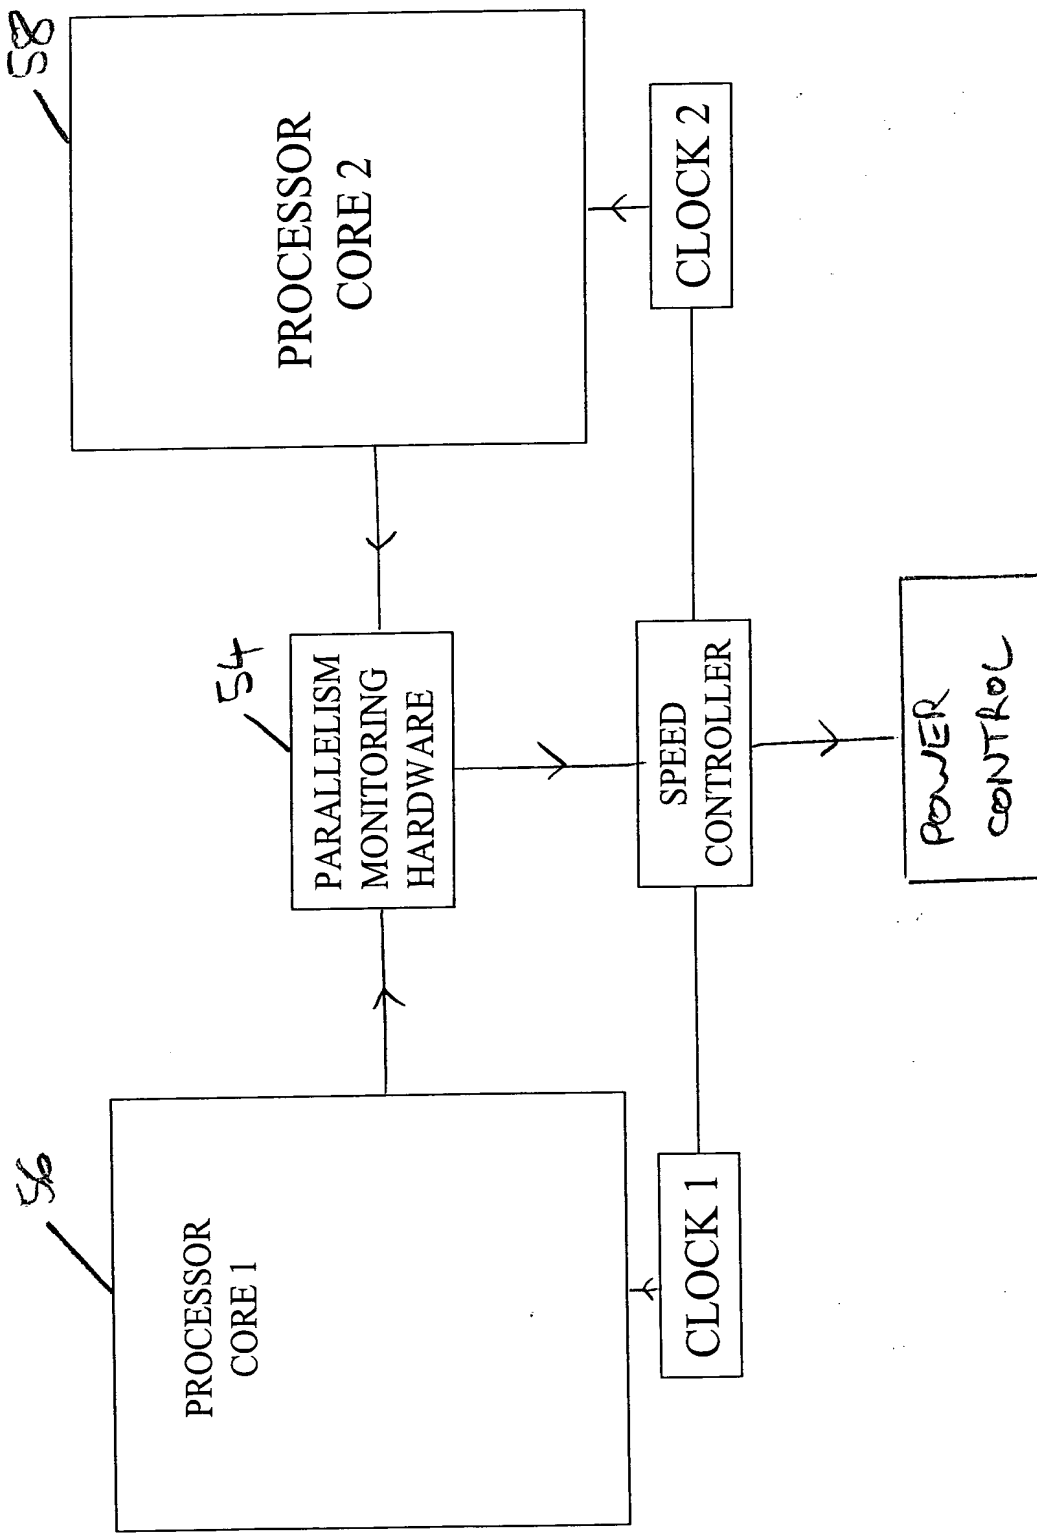 56
PROCESSOR
CORE 1
54
PARALLELISM
MONITORING
HARDWARE
58
PROCESSOR
CORE 2
CLOCK 1
SPEED
CONTROLLER
CLOCK 2
POWER
CONTROL